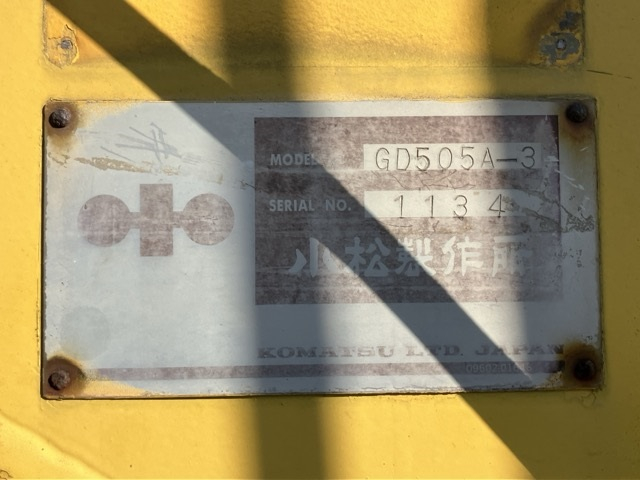 MODEL GD505A-3
SERIAL NO. 1134
小松製作所
KOMATSU LTD. JAPAN